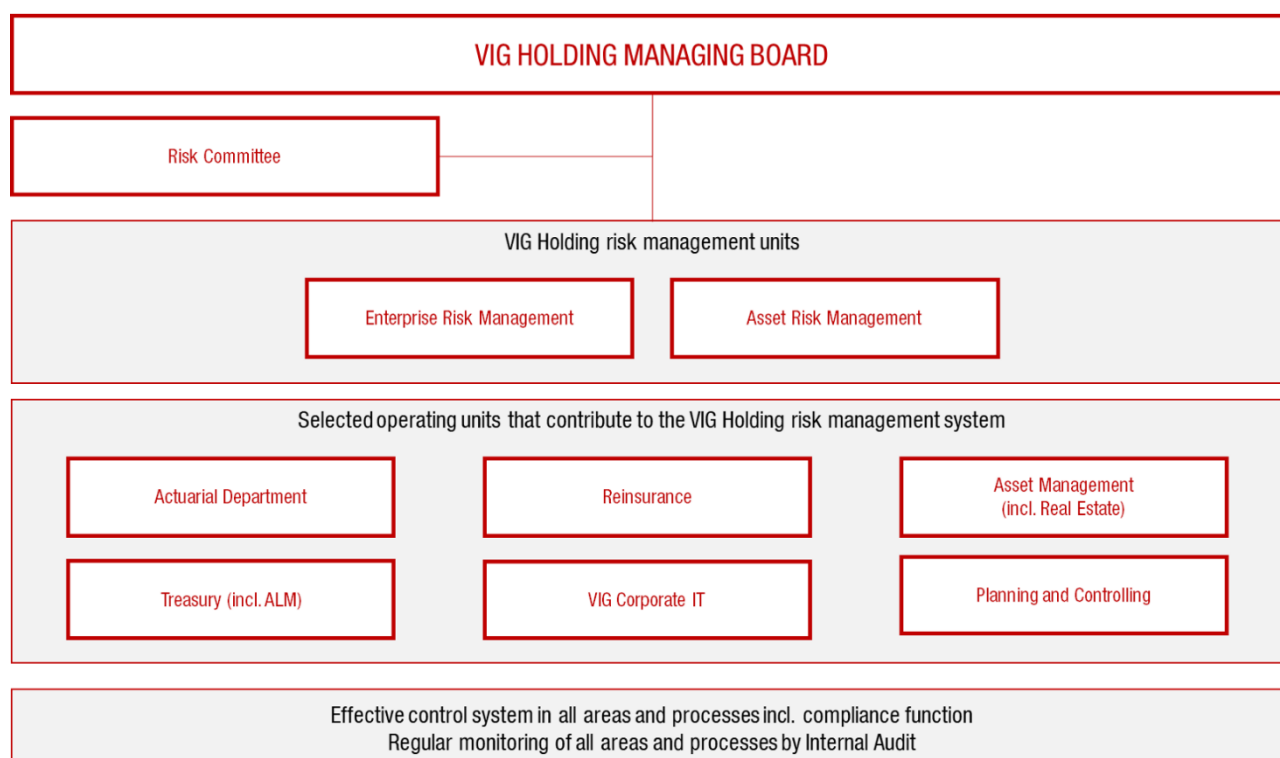 VIG HOLDING MANAGING BOARD
Risk Committee
VIG Holding risk management units
Enterprise Risk Management
Asset Risk Management
Selected operating units that contribute to the VIG Holding risk management system
Actuarial Department
Reinsurance
Asset Management
(incl. Real Estate)
Treasury (incl. ALM)
VIG Corporate IT
Planning and Controlling
Effective control system in all areas and processes incl. compliance function
Regular monitoring of all areas and processes by Internal Audit